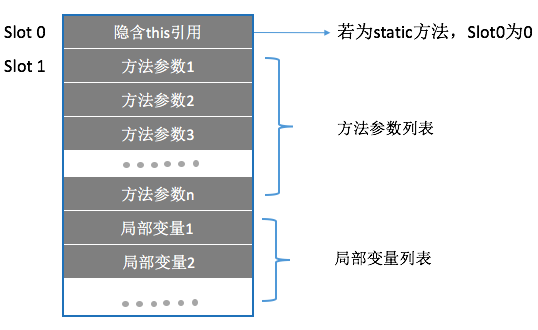 Slot 0
隐含this引用
若为static方法，Slot0为0
Slot 1
方法参数1
方法参数2
方法参数3
方法参数列表
……
方法参数n
局部变量1
局部变量2
局部变量列表
……